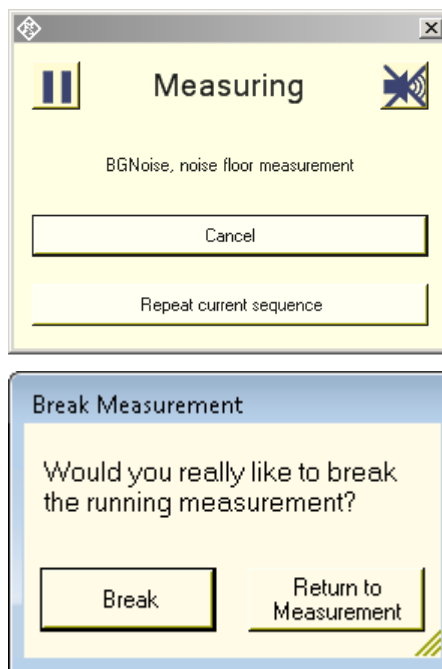 Measuring
BGNoise, noise floor measurement
Cancel
Repeat current sequence
Break Measurement
Would you really like to break
the running measurement?
Break
Return to
Measurement